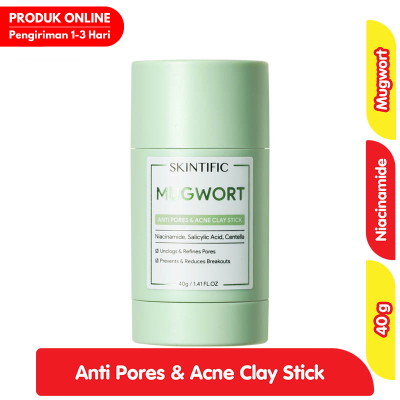 PRODUK ONLINE
Pengiriman 1-3 Hari
SKINTIFIC
MUGWORT
ANTI PORES & ACNE CLAY STICK
Niacinamide, Salicylic Acid, Centella
Unclogs & Refines Pores
Prevents & Reduces Breakouts
40g / 1.41 FL.OZ
Mugwort
Niacinamide
40 g
Anti Pores & Acne Clay Stick